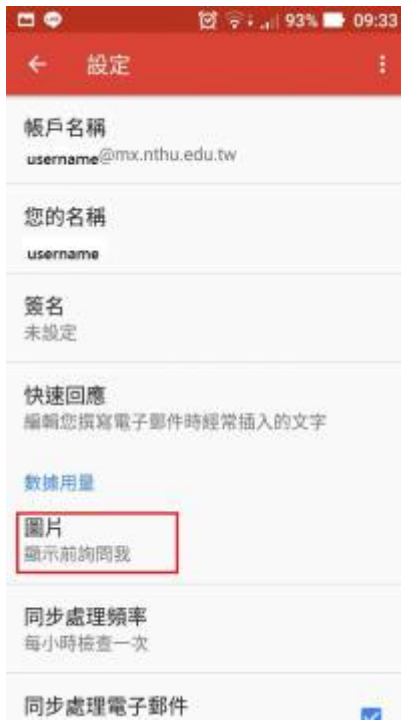 93% 09:33
設定
帳戶名稱
username@mx.nthu.edu.tw
您的名稱
username
簽名
未設定
快速回應
編輯您撰寫電子郵件時經常插入的文字
數據用量
圖片
顯示前詢問我
同步處理頻率
每小時檢查一次
同步處理電子郵件